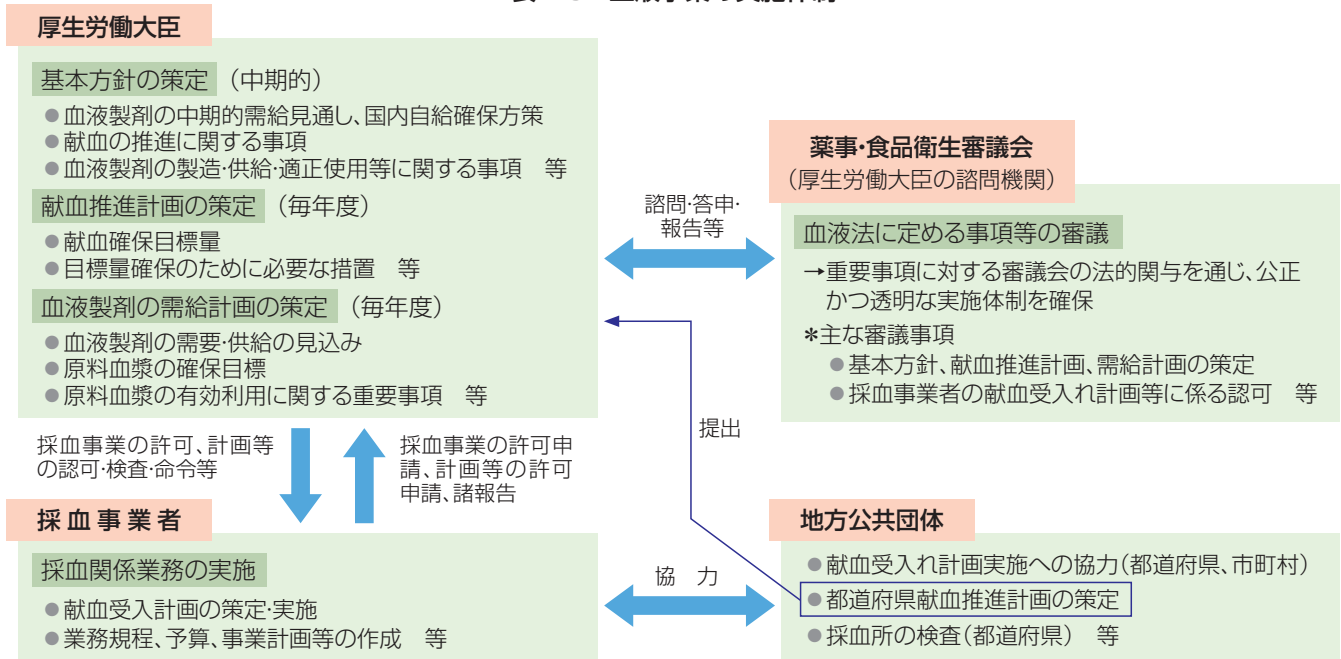 厚生労働大臣
基本方針の策定（中期的）
●血液製剤の中期的需給見通し、国内自給確保方策
●献血の推進に関する事項
●血液製剤の製造・供給・適正使用等に関する事項　等
献血推進計画の策定（毎年度）
●献血確保目標量
●目標量確保のために必要な措置　等
血液製剤の需給計画の策定（毎年度）
●血液製剤の需要・供給の見込み
●原料血漿の確保目標
●原料血漿の有効利用に関する重要事項　等
諮問・答申・
報告等
薬事・食品衛生審議会
（厚生労働大臣の諮問機関）
血液法に定める事項等の審議
→重要事項に対する審議会の法的関与を通じ、公正
かつ透明な実施体制を確保
＊主な審議事項
●基本方針、献血推進計画、需給計画の策定
●採血事業者の献血受入れ計画等に係る認可　等
採血事業の許可、計画等
の認可・検査・命令等
採血事業の許可申
請、計画等の許可
申請、諸報告
提出
採血事業者
採血関係業務の実施
●献血受入計画の策定・実施
●業務規程、予算、事業計画等の作成　等
協　力
地方公共団体
●献血受入れ計画実施への協力（都道府県、市町村）
●都道府県献血推進計画の策定
●採血所の検査（都道府県）　等